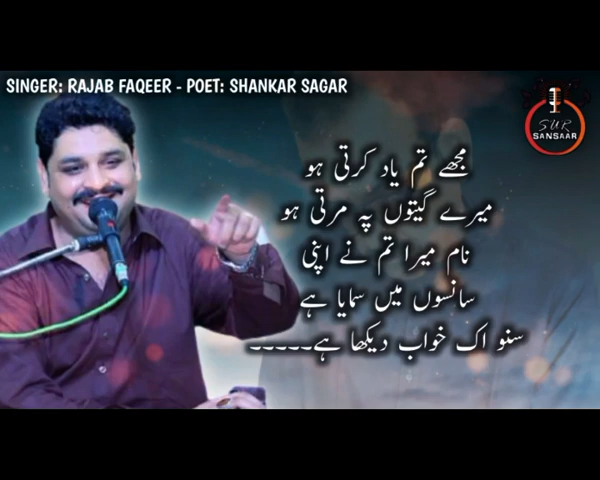 SINGER: RAJAB FAQEER - POET: SHANKAR SAGAR
SUR
SANSAAR
مجھے تم یاد کرتی ہو
میرے گیتوں پہ مرتی ہو
نام میرا تم نے اپنی
سانسوں میں سمایا ہے
سنو اک خواب دیکھا ہے۔۔۔۔۔